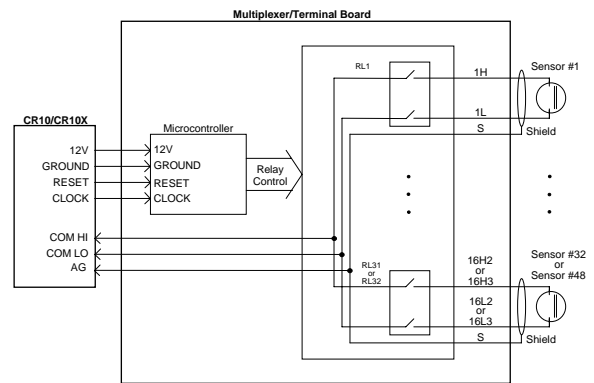 Multiplexer/Terminal Board
CR10/CR10X
12V
GROUND
RESET
CLOCK
COM HI
COM LO
AG
Microcontroller
12V
GROUND
RESET
CLOCK
Relay
Control
RL1
1H
1L
S
Sensor #1
Shield
RL31
or
RL32
16H2
or
16H3
16L2
or
16L3
S
Sensor #32
or
Sensor #48
Shield